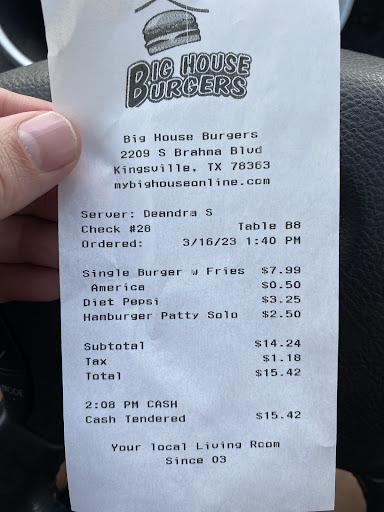 BIG HOUSE
BURGERS
Big House Burgers
2209 S Brahma Blvd
Kingsville, TX 78363
mybighouseonline.com
Server: Deandra S
Check #28 Table B8
Ordered: 3/16/23 1:40 PM
Single Burger w Fries $7.99
America $0.50
Diet Pepsi $3.25
Hamburger Patty Solo $2.50
Subtotal $14.24
Tax $1.18
Total $15.42
2:08 PM CASH
Cash Tendered $15.42
Your local Living Room
Since 03
MODE